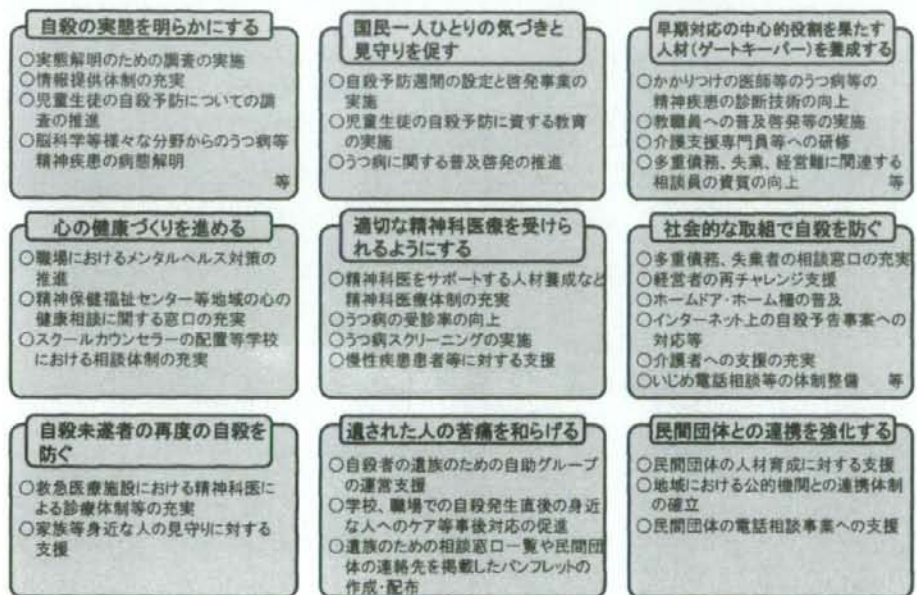 自殺の実態を明らかにする
○実態解明のための調査の実施
○情報提供体制の充実
○児童生徒の自殺予防についての調
査の推進
○脳科学等様々な分野からのうつ病等
精神疾患の病態解明
等
国民一人ひとりの気づきと
見守りを促す
○自殺予防週間の設定と啓発事業の
実施
○児童生徒の自殺予防に資する教育
の実施
○うつ病に関する普及啓発の推進
早期対応の中心的役割を果たす
人材(ゲートキーパー)を養成する
○かかりつけの医師等のうつ病等の
精神疾患の診断技術の向上
○教職員への普及啓発等の実施
○介護支援専門員等への研修
○多重債務、失業、経営難に関連する
相談員の資質の向上 等
心の健康づくりを進める
○職場におけるメンタルヘルス対策の
推進
○精神保健福祉センター等地域の心の
健康相談に関する窓口の充実
○スクールカウンセラーの配置等学校
における相談体制の充実
適切な精神科医療を受けら
れるようにする
○精神科医をサポートする人材養成など
精神科医療体制の充実
○うつ病の受診率の向上
○うつ病スクリーニングの実施
○慢性疾患患者等に対する支援
社会的な取組で自殺を防ぐ
○多重債務、失業者の相談窓口の充実
○経営者の再チャレンジ支援
○ホームドア・ホーム柵の普及
○インターネット上の自殺予告事案への
対応等
○介護者への支援の充実
○いじめ電話相談等の体制整備 等
自殺未遂者の再度の自殺を
防ぐ
○救急医療施設における精神科医に
よる診療体制等の充実
○家族等身近な人の見守りに対する
支援
遺された人の苦痛を和らげる
○自殺者の遺族のための自助グループ
の運営支援
○学校、職場での自殺発生直後の身近
な人へのケア等事後対応の促進
○遺族のための相談窓口一覧や民間団
体の連絡先を掲載したパンフレットの
作成・配布
民間団体との連携を強化する
○民間団体の人材育成に対する支援
○地域における公的機関との連携体制
の確立
○民間団体の電話相談事業への支援